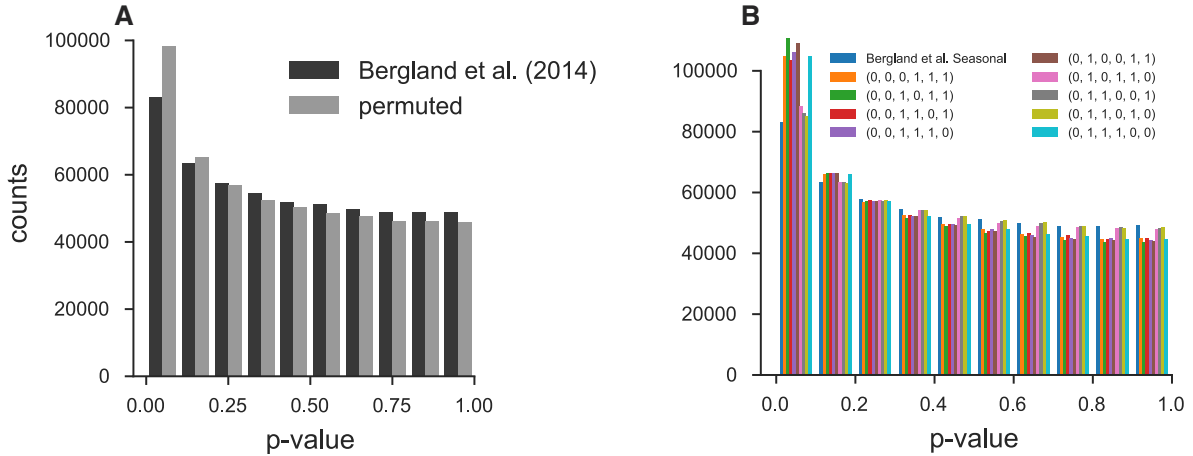 A
100000
80000
60000
40000
20000
0
counts
0.00 0.25 0.50 0.75 1.00
p-value
Bergland et al. (2014)
permuted
B
100000
80000
60000
40000
20000
0
0.0 0.2 0.4 0.6 0.8 1.0
p-value
Bergland et al. Seasonal
(0, 0, 0, 1, 1, 1)
(0, 0, 1, 0, 1, 1)
(0, 0, 1, 1, 0, 1)
(0, 0, 1, 1, 1, 0)
(0, 1, 0, 0, 1, 1)
(0, 1, 0, 1, 1, 0)
(0, 1, 1, 0, 0, 1)
(0, 1, 1, 0, 1, 0)
(0, 1, 1, 1, 0, 0)